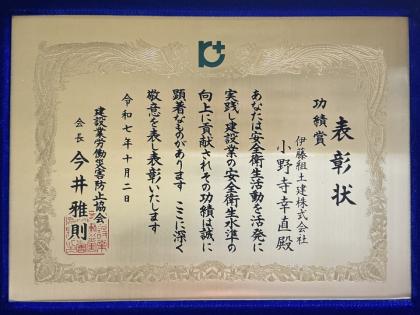 表彰状
功績賞
伊藤組土建株式会社
小野寺幸直殿
あなたは安全衛生活動を活発に
実践し建設業の安全衛生水準の
向上に貢献されその功績は誠に
顕著なものがあります ここに深く
敬意を表し表彰いたします
令和七年十月二日
建設業労働災害防止協会
会長 今井雅則